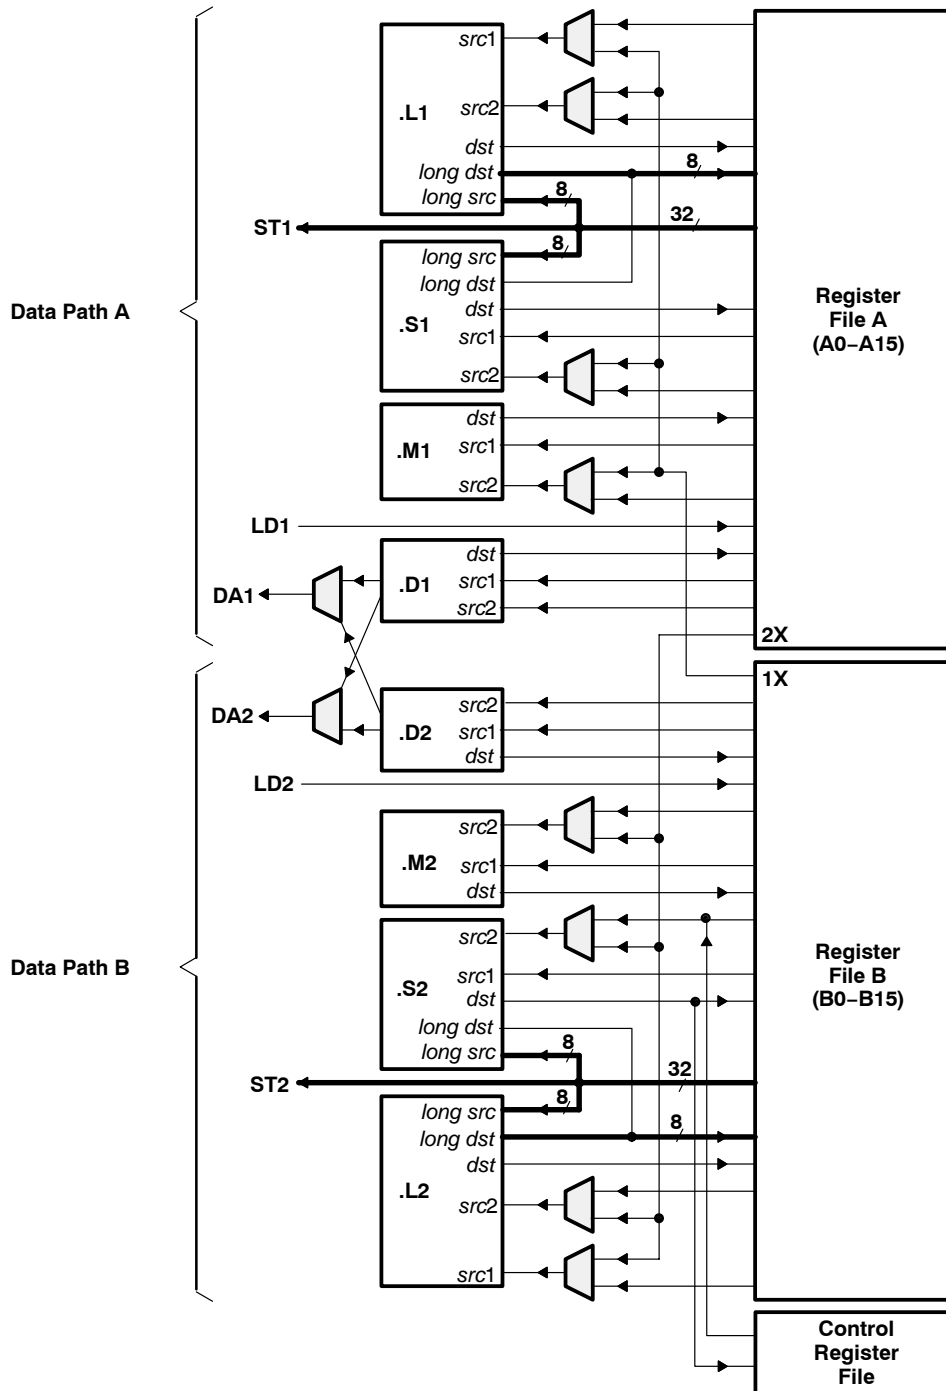 src1
src2
.L1
dst
long dst
8
long src
8
ST1
32
8
long src
long dst
dst
.S1
src1
src2
Data Path A
Register
File A
(A0–A15)
dst
.M1
src1
src2
LD1
dst
.D1
src1
src2
DA1
2X
1X
DA2
src2
.D2
src1
dst
LD2
src2
.M2
src1
dst
src2
src1
.S2
dst
long dst
long src
8
Data Path B
Register
File B
(B0–B15)
ST2
32
8
long src
long dst
8
dst
.L2
src2
src1
Control
Register
File